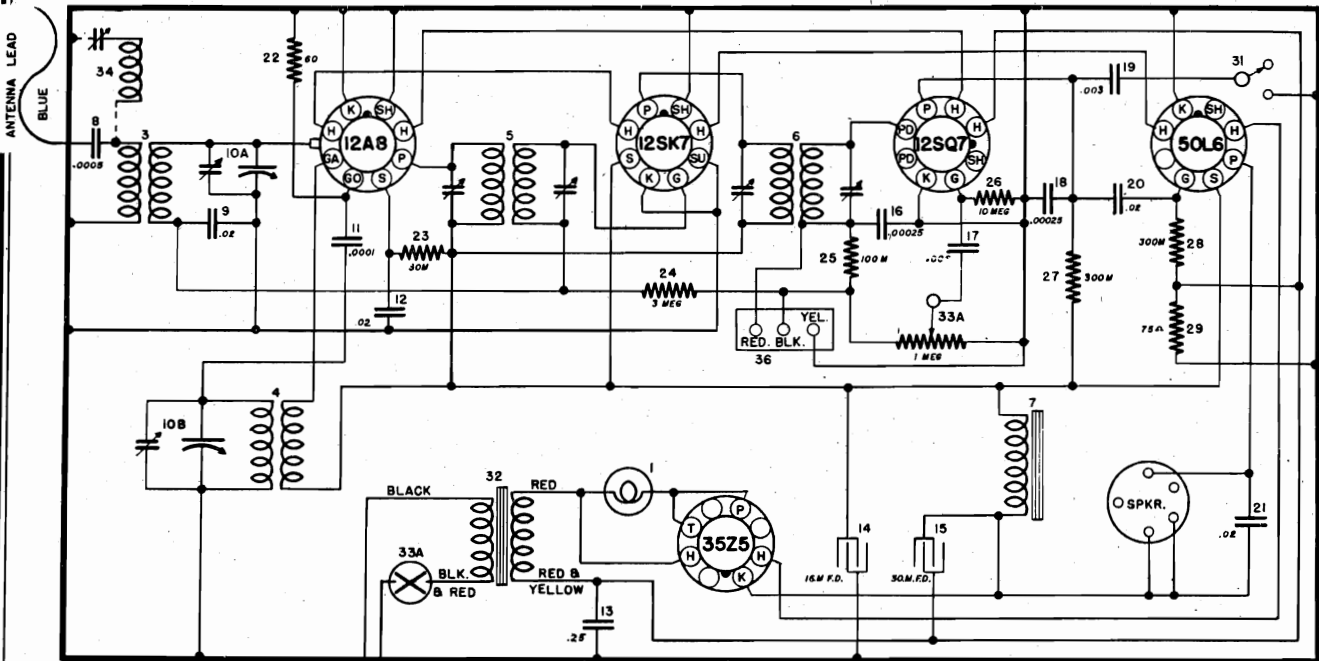 ANTENNA LEAD
BLUE
34
8
.0005
3
10A
9
.02
22
60
K
SH
H
H
12A8
GA
P
GO
S
11
.0001
23
30M
12
.02
5
P
SH
H
H
12SK7
S
SU
K
G
24
3 MEG
6
P
H
PD
H
12SQ7
PD
SH
K
G
16
.00025
25
100 M
17
26
10 MEG
18
.00025
RED. BLK. YEL.
36
33A
1 MEG
19
.003
20
.02
27
300M
31
K
SH
H
H
50L6
P
G
S
300M
28
75Ω
29
4
10B
BLACK
32
RED
33A
BLK.
& RED
RED &
YELLOW
1
P
T
35Z5
H
H
K
13
.25
14
16.M F.D.
15
30.M.F.D.
7
SPKR.
21
.02